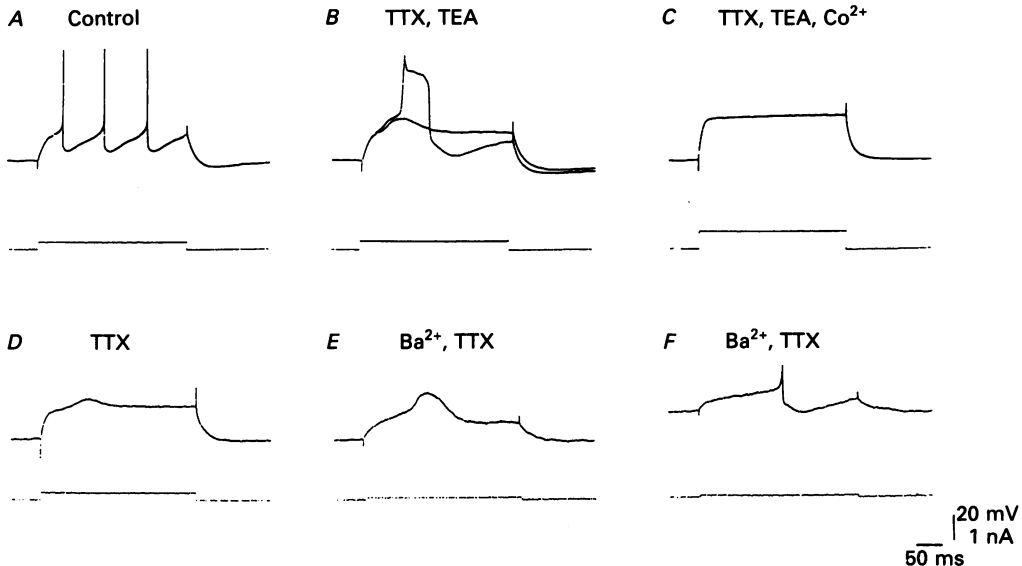 A Control
B TTX, TEA
C TTX, TEA, Co²⁺
D TTX
E Ba²⁺, TTX
F Ba²⁺, TTX
20 mV
1 nA
50 ms